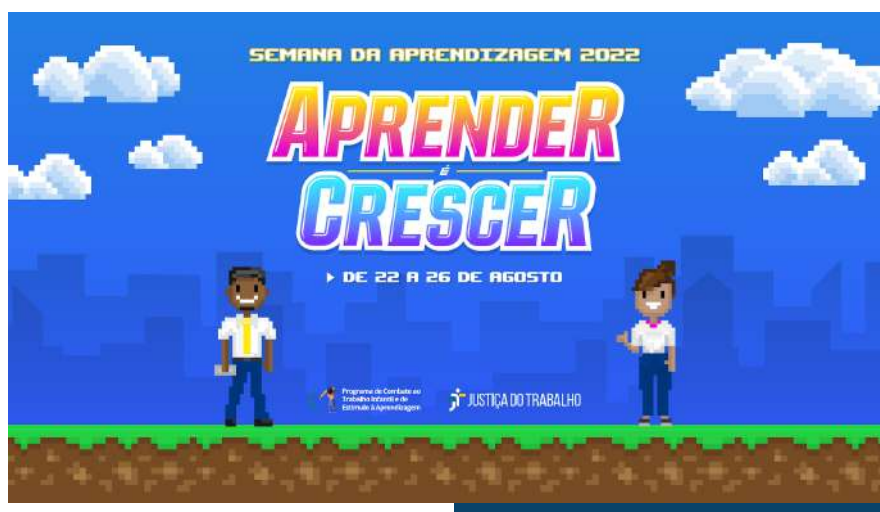 SEMANA DA APRENDIZAGEM 2022
APRENDER
É
CRESCER
DE 22 A 26 DE AGOSTO
Programa de Combate ao
Trabalho Infantil e de
Estímulo à Aprendizagem
JUSTIÇA DO TRABALHO